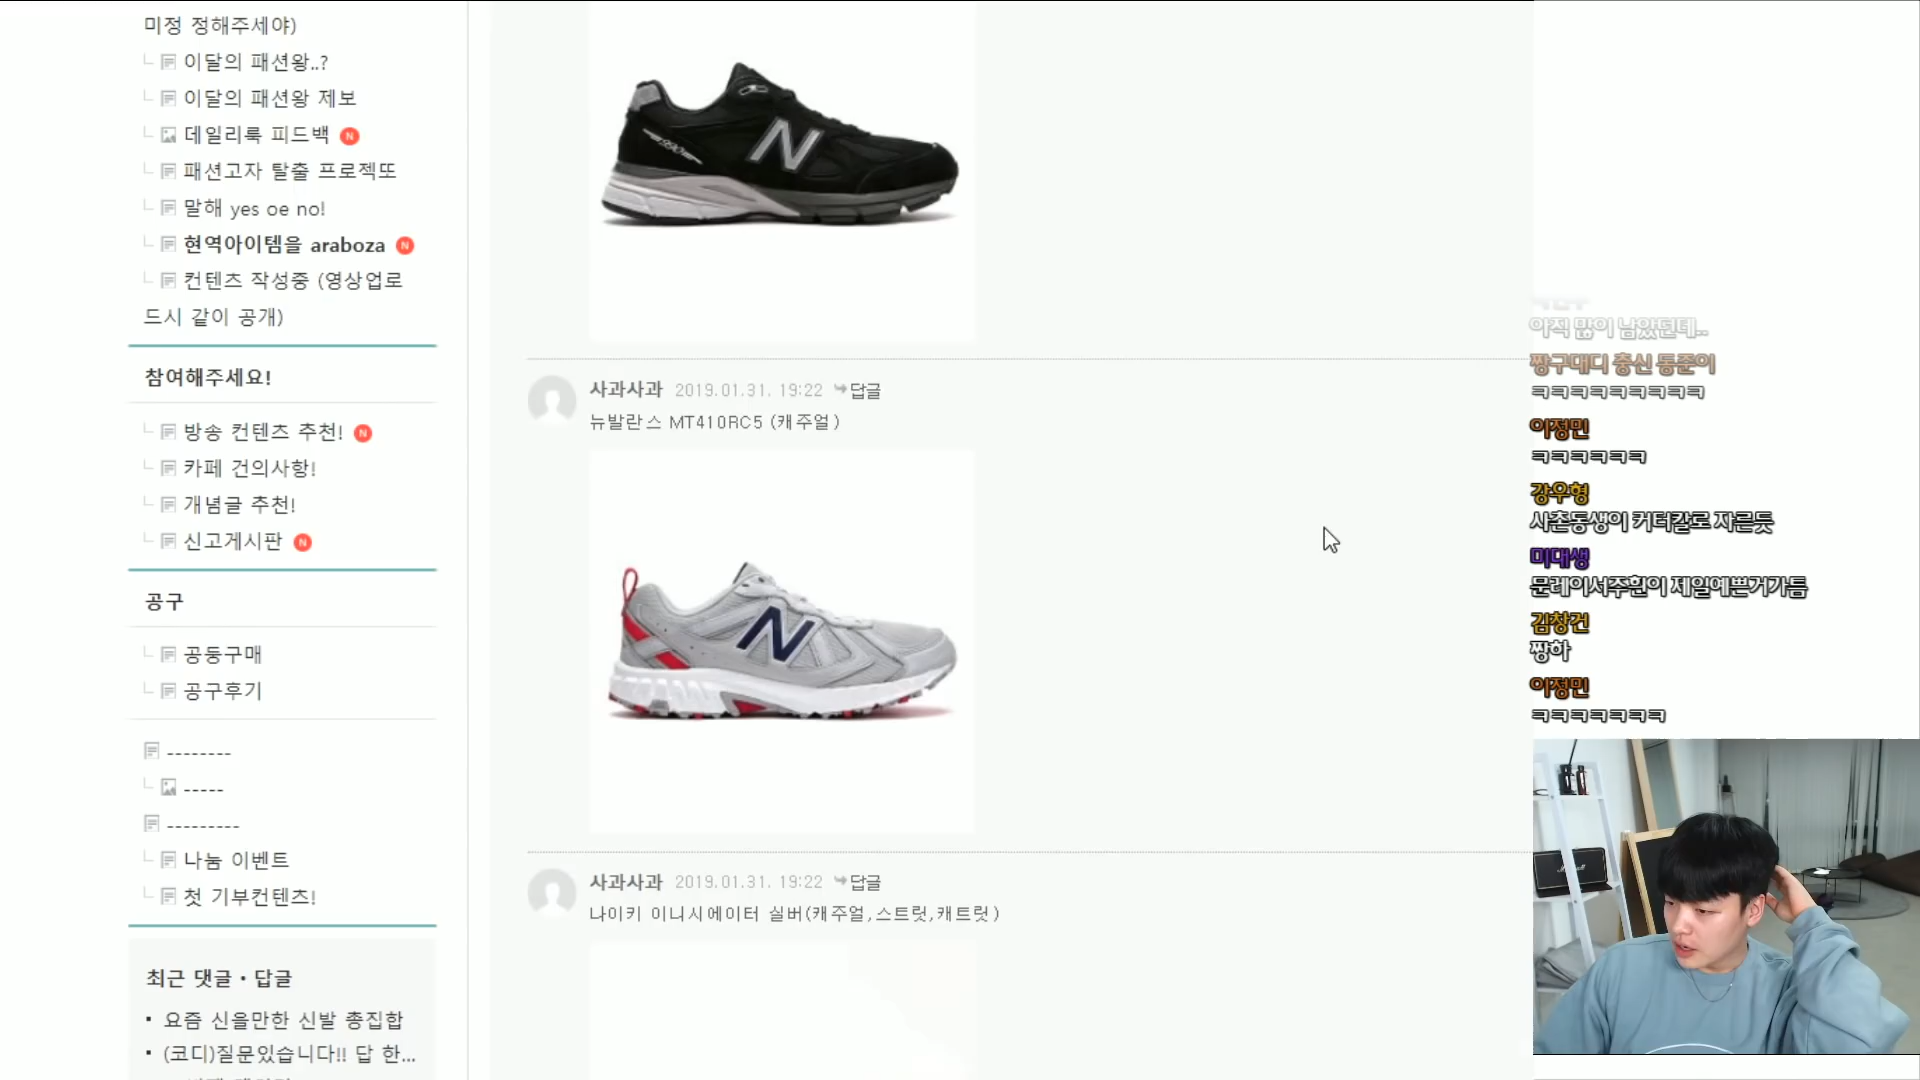 미정 정해주세야)
이달의 패션왕..?
이달의 패션왕 제보
데일리룩 피드백 N
패션고자 탈출 프로젝또
말해 yes oe no!
현역아이템을 araboza N
컨텐츠 작성중 (영상업로
드시 같이 공개)
참여해주세요!
방송 컨텐츠 추천! N
카페 건의사항!
개념글 추천!
신고게시판 N
공구
공동구매
공구후기
--------
-----
---------
나눔 이벤트
첫 기부컨텐츠!
최근 댓글 · 답글
· 요즘 신을만한 신발 총집합
· (코디)질문있습니다!! 답 한...
990
N
사과사과 2019.01.31. 19:22 답글
뉴발란스 MT410RC5 (캐주얼)
N
사과사과 2019.01.31. 19:22 답글
나이키 이니시에이터 실버(캐주얼,스트릿,캐트릿)
아직 많이 남았던데..
짱구대디 충신 동준이
ㅋㅋㅋㅋㅋㅋㅋㅋㅋ
이정민
ㅋㅋㅋㅋㅋㅋ
강우형
사촌동생이 커터칼로 자른듯
미대생
문레이서주황이 제일예쁜거가틈
김창건
짱하
이정민
ㅋㅋㅋㅋㅋㅋㅋ
Marshall